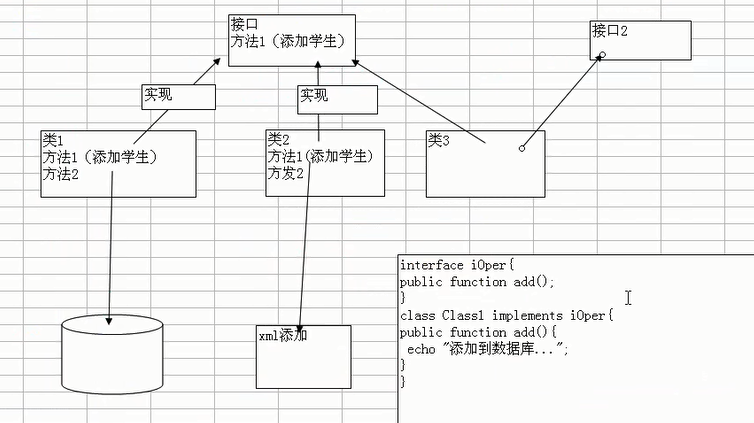 接口
方法1（添加学生）
接口2
实现
实现
类1
方法1（添加学生）
方法2
类2
方法1(添加学生)
方发2
类3
xml添加
interface iOper{
public function add();
}
class Class1 implements iOper{
public function add(){
echo "添加到数据库...";
}
}